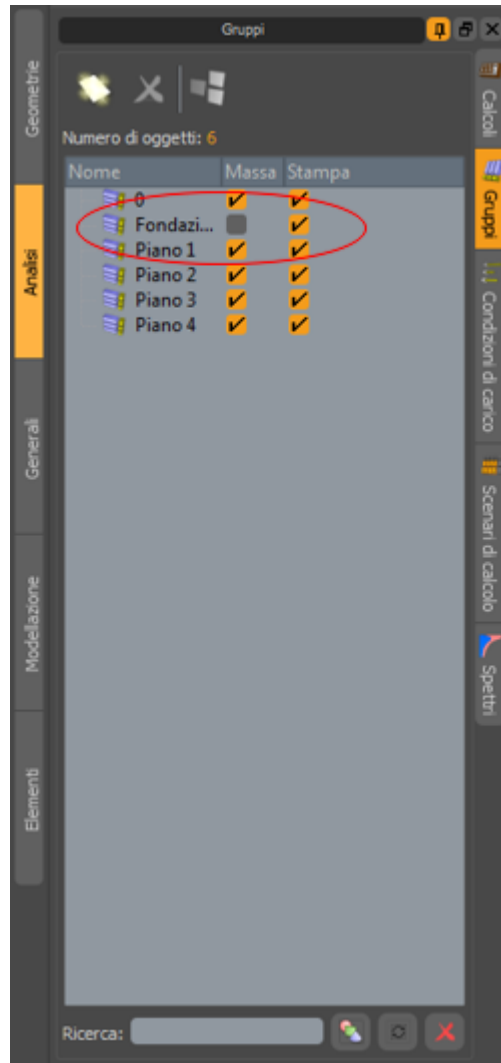 Gruppi
Numero di oggetti: 6
Nome Massa Stampa
0
Fondazi...
Piano 1
Piano 2
Piano 3
Piano 4
Ricerca:
Geometrie
Analisi
Generali
Modellazione
Elementi
Calcoli
Gruppi
Condizioni di carico
Scenari di calcolo
Spettri